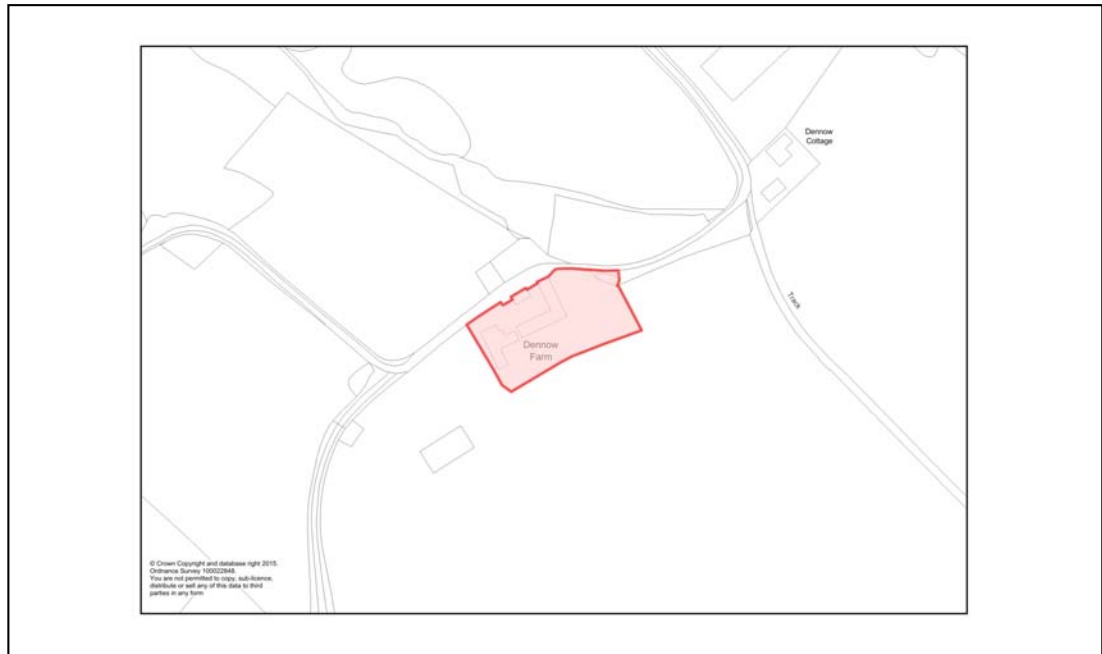 Dennow
Cottage
Track
Dennow
Farm
© Crown Copyright and database right 2015.
Ordnance Survey 100022848.
You are not permitted to copy, sub-licence,
distribute or sell any of this data to third
parties in any form